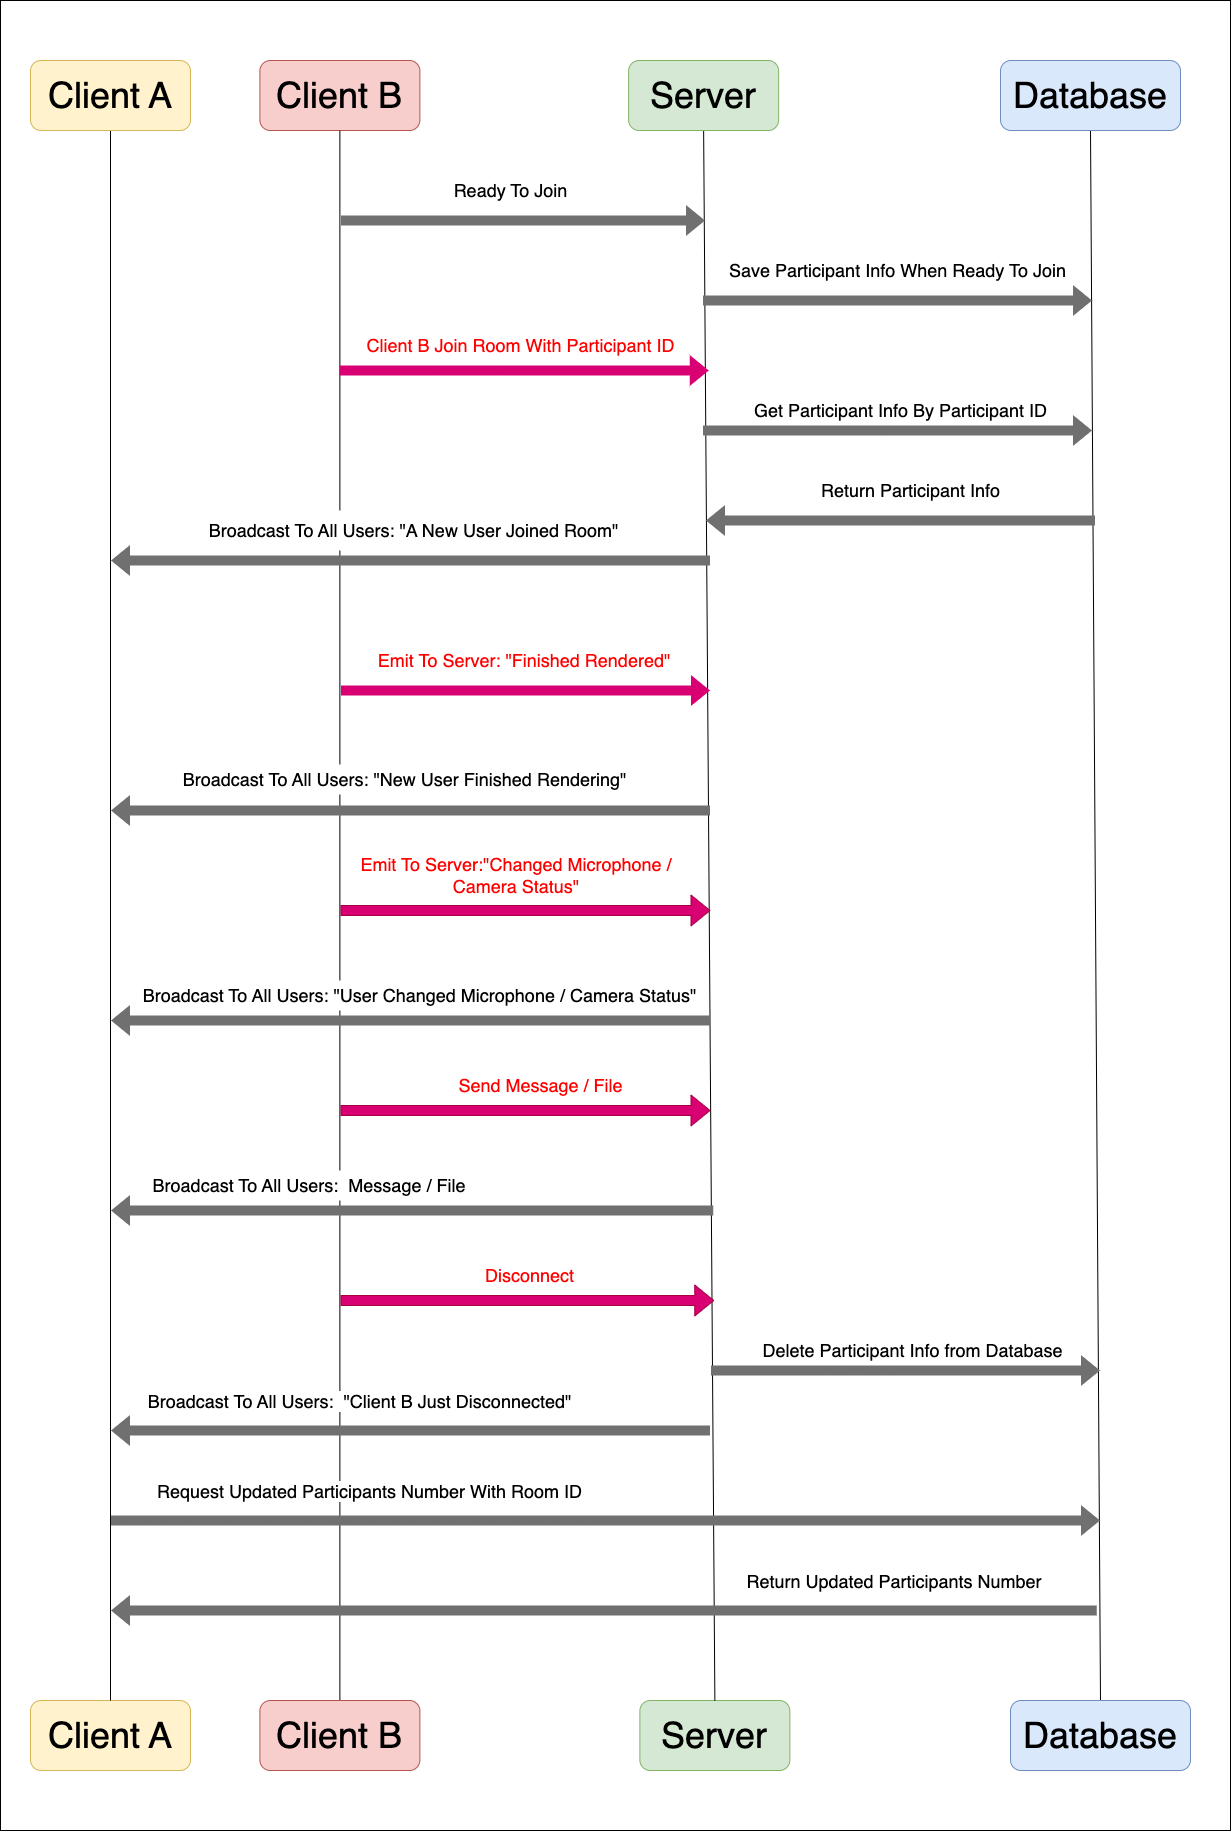 Client A
Client B
Server
Database
Ready To Join
Save Participant Info When Ready To Join
Client B Join Room With Participant ID
Get Participant Info By Participant ID
Return Participant Info
Broadcast To All Users: "A New User Joined Room"
Emit To Server: "Finished Rendered"
Broadcast To All Users: "New User Finished Rendering"
Emit To Server:"Changed Microphone /
Camera Status"
Broadcast To All Users: "User Changed Microphone / Camera Status"
Send Message / File
Broadcast To All Users:  Message / File
Disconnect
Delete Participant Info from Database
Broadcast To All Users:  "Client B Just Disconnected"
Request Updated Participants Number With Room ID
Return Updated Participants Number
Client A
Client B
Server
Database